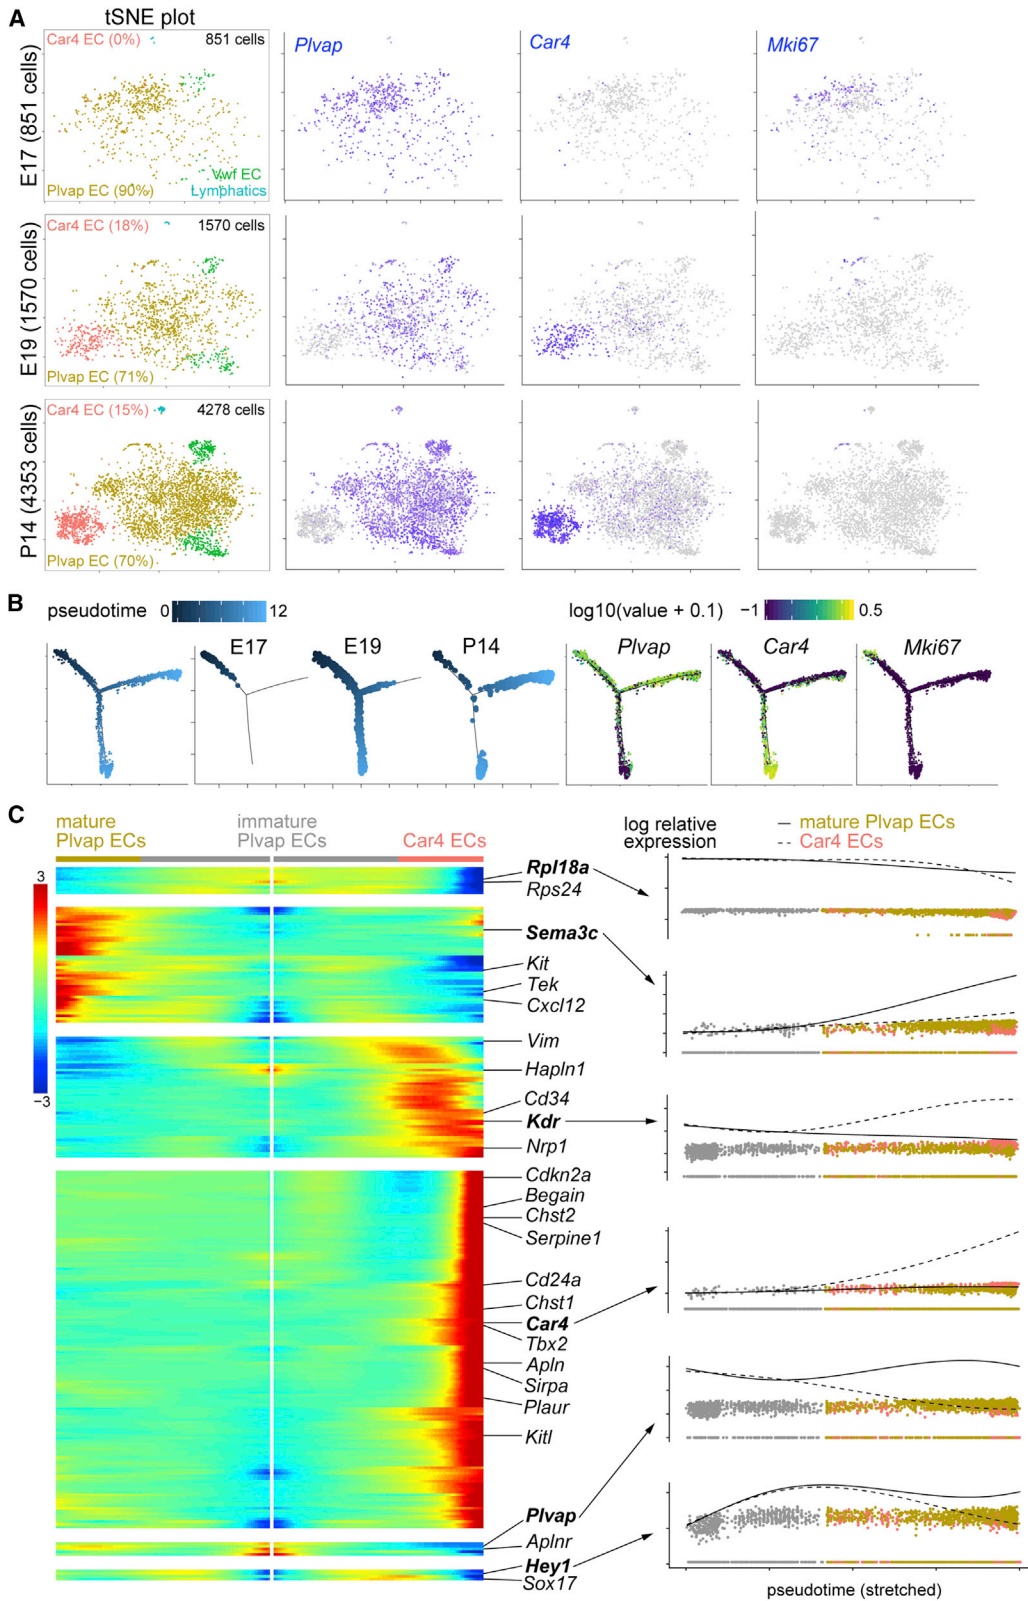 A
tSNE plot
E17 (851 cells)
Car4 EC (0%)
851 cells
Plvap EC (90%)
Vwf EC
Lymphatics
Plvap
Car4
Mki67
E19 (1570 cells)
Car4 EC (18%)
1570 cells
Plvap EC (71%)
P14 (4353 cells)
Car4 EC (15%)
4278 cells
Plvap EC (70%)
B
pseudotime 0 12
log10(value + 0.1) −1 0.5
E17
E19
P14
Plvap
Car4
Mki67
C
mature
Plvap ECs
immature
Plvap ECs
Car4 ECs
3
−3
Rpl18a
Rps24
Sema3c
Kit
Tek
Cxcl12
Vim
Hapln1
Cd34
Kdr
Nrp1
Cdkn2a
Begain
Chst2
Serpine1
Cd24a
Chst1
Car4
Tbx2
Apln
Sirpa
Plaur
Kitl
Plvap
Aplnr
Hey1
Sox17
log relative
expression
mature Plvap ECs
Car4 ECs
pseudotime (stretched)